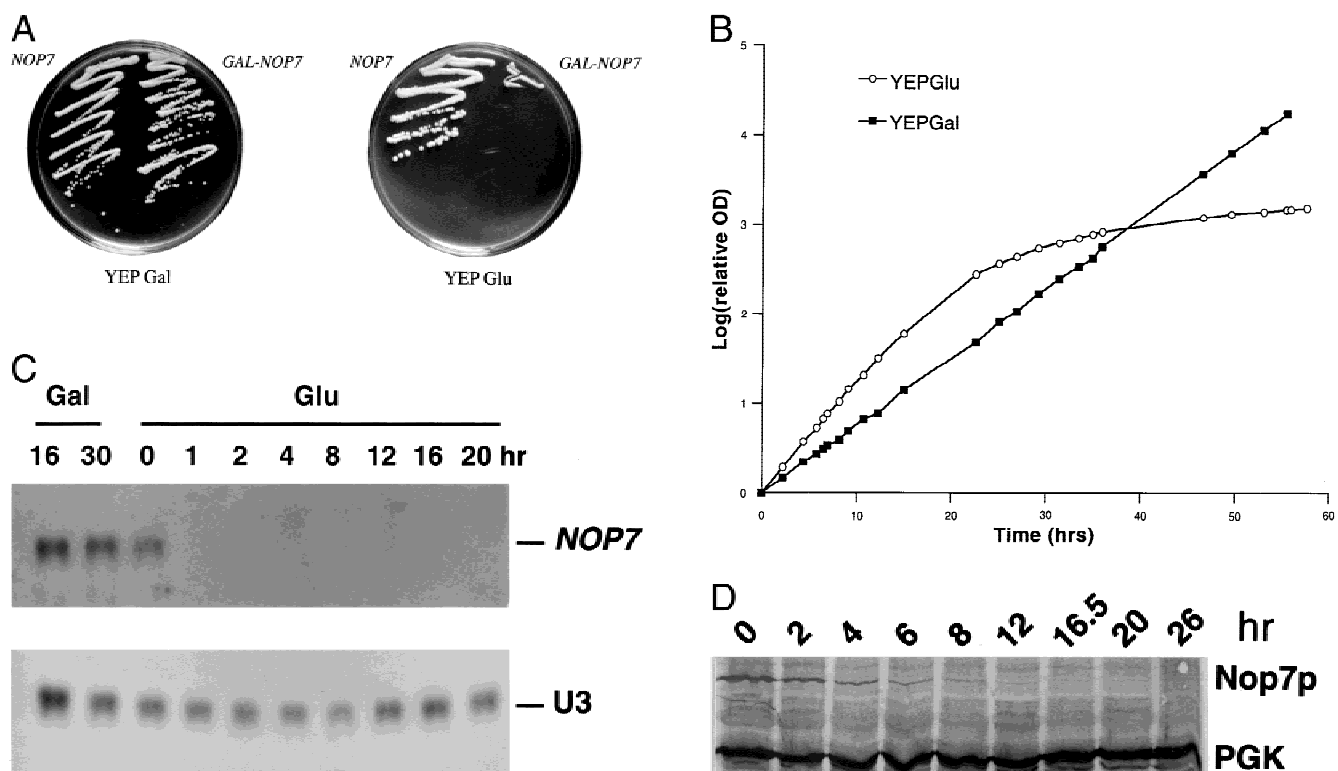 A
NOP7
GAL-NOP7
YEP Gal
NOP7
GAL-NOP7
YEP Glu
B
Log(relative OD)
5
4
3
2
1
0
YEPGlu
YEPGal
0 10 20 30 40 50 60
Time (hrs)
C
Gal Glu
16 30 0 1 2 4 8 12 16 20 hr
NOP7
U3
D
0 2 4 6 8 12 16.5 20 26 hr
Nop7p
PGK